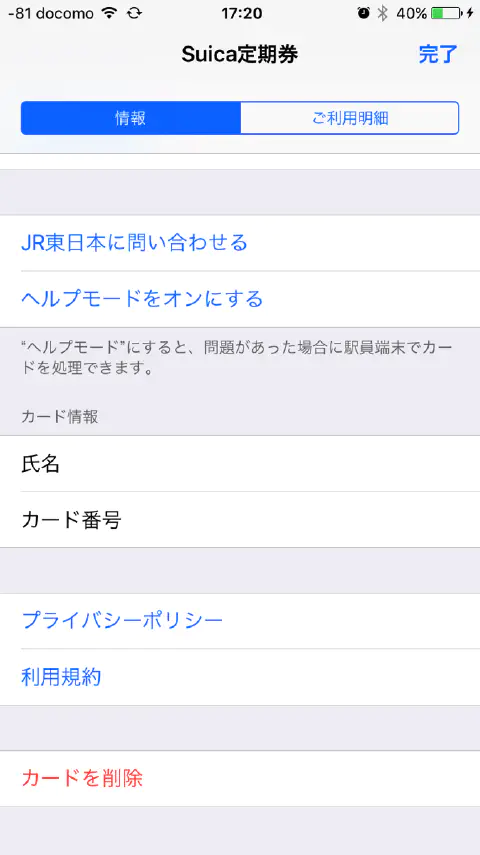 -81 docomo 17:20 40%
Suica定期券 完了
情報 ご利用明細
JR東日本に問い合わせる
ヘルプモードをオンにする
“ヘルプモード”にすると、問題があった場合に駅員端末でカー
ドを処理できます。
カード情報
氏名
カード番号
プライバシーポリシー
利用規約
カードを削除